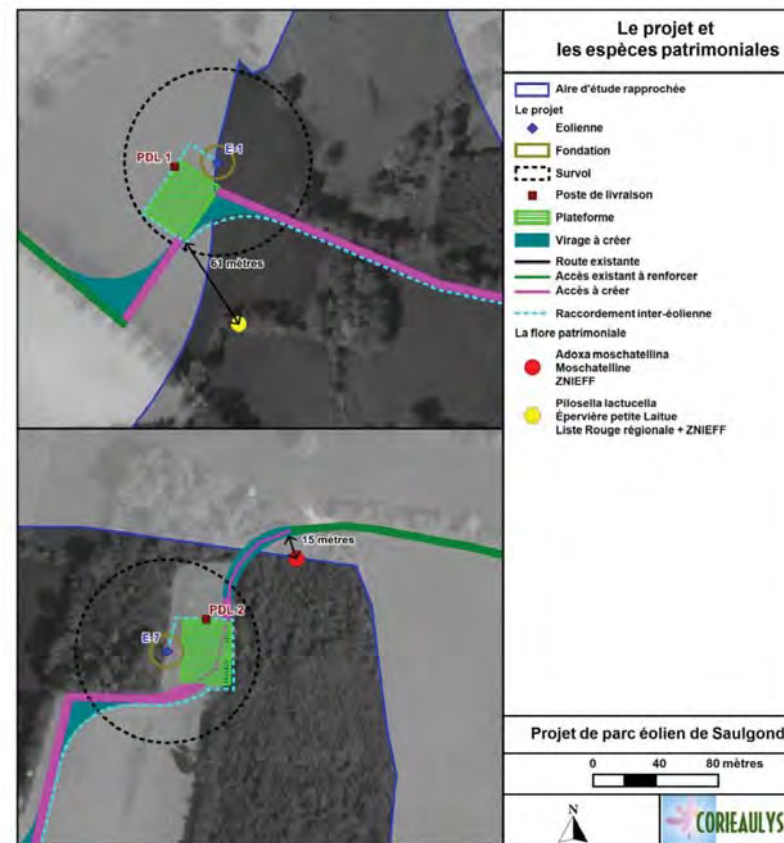 Le projet et
les espèces patrimoniales
Aire d'étude rapprochée
Le projet
Eolienne
Fondation
Survol
Poste de livraison
Plateforme
Virage à créer
Route existante
Accès existant à renforcer
Accès à créer
Raccordement inter-éolienne
La flore patrimoniale
Adoxa moschatellina
Moschatelline
ZNIEFF
Pilosella lactucella
Épervière petite Laitue
Liste Rouge régionale + ZNIEFF
PDL 1
E-1
61 mètres
15 mètres
PDL 2
E-7
Projet de parc éolien de Saulgond
0 40 80 mètres
N
CORIEAULYS